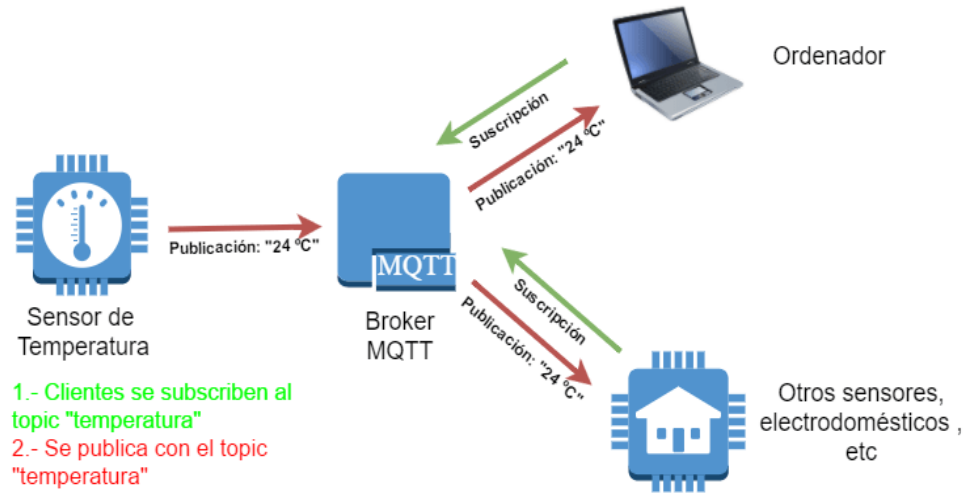 Ordenador
Suscripción
Publicación: "24 ºC"
Publicación: "24 ºC"
MQTT
Sensor de
Temperatura
Broker
MQTT
Suscripción
Publicación: "24 ºC"
1.- Clientes se subscriben al
topic "temperatura"
2.- Se publica con el topic
"temperatura"
Otros sensores,
electrodomésticos ,
etc